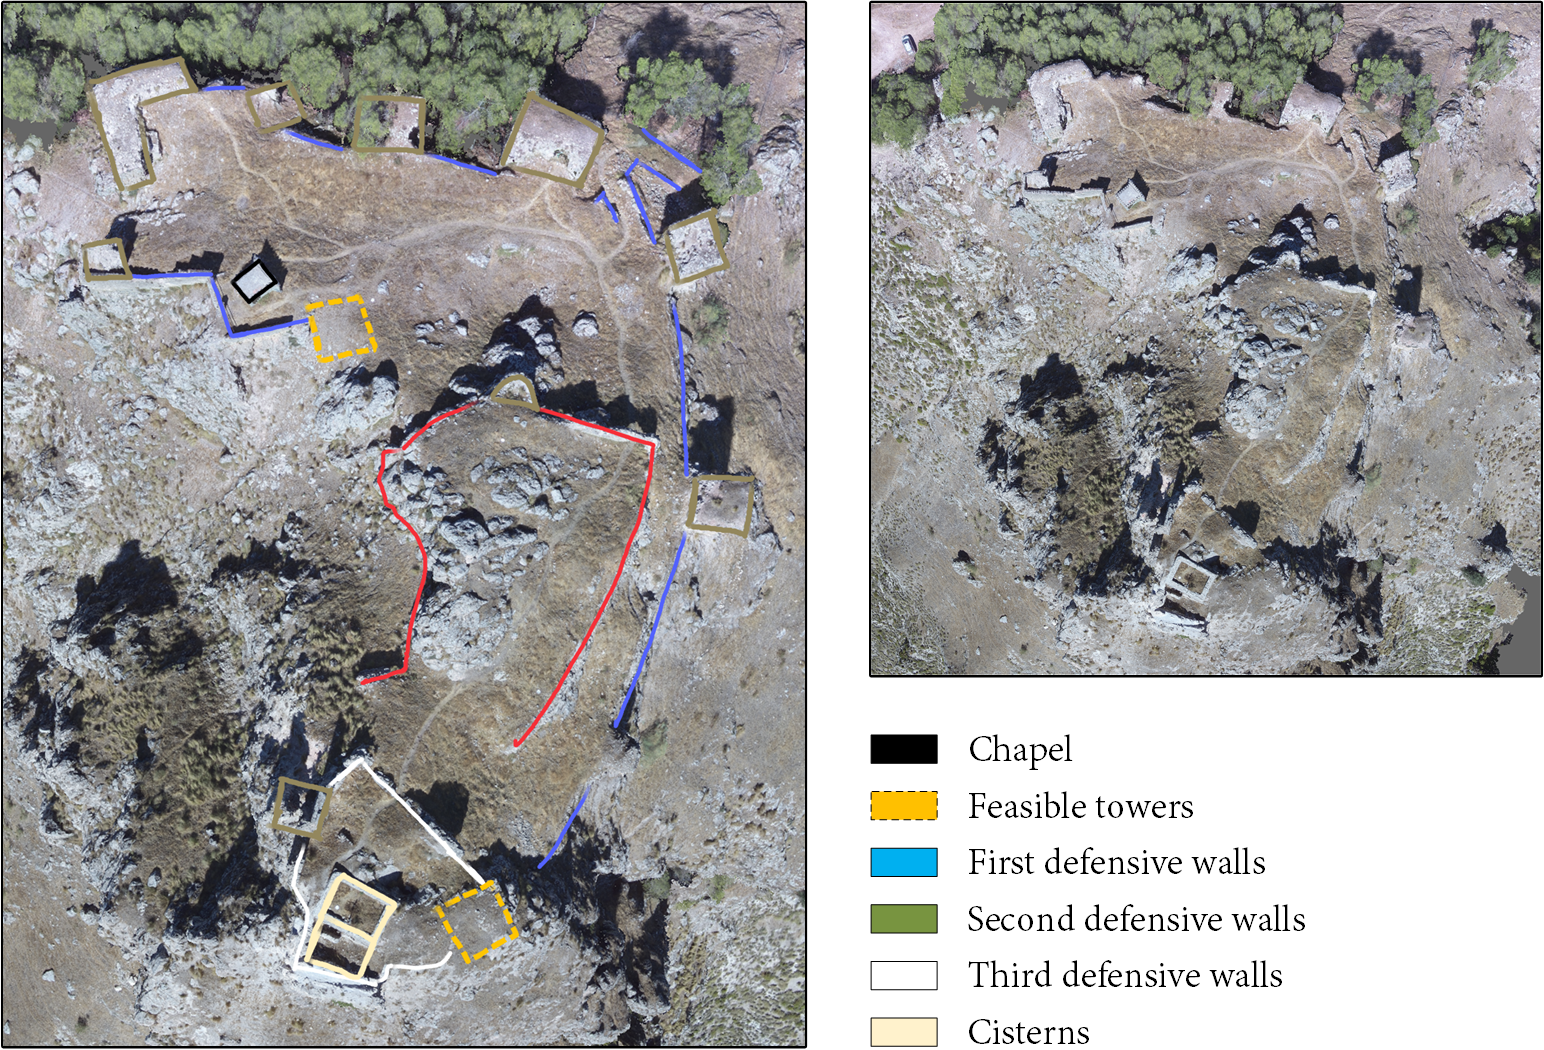 Chapel
Feasible towers
First defensive walls
Second defensive walls
Third defensive walls
Cisterns